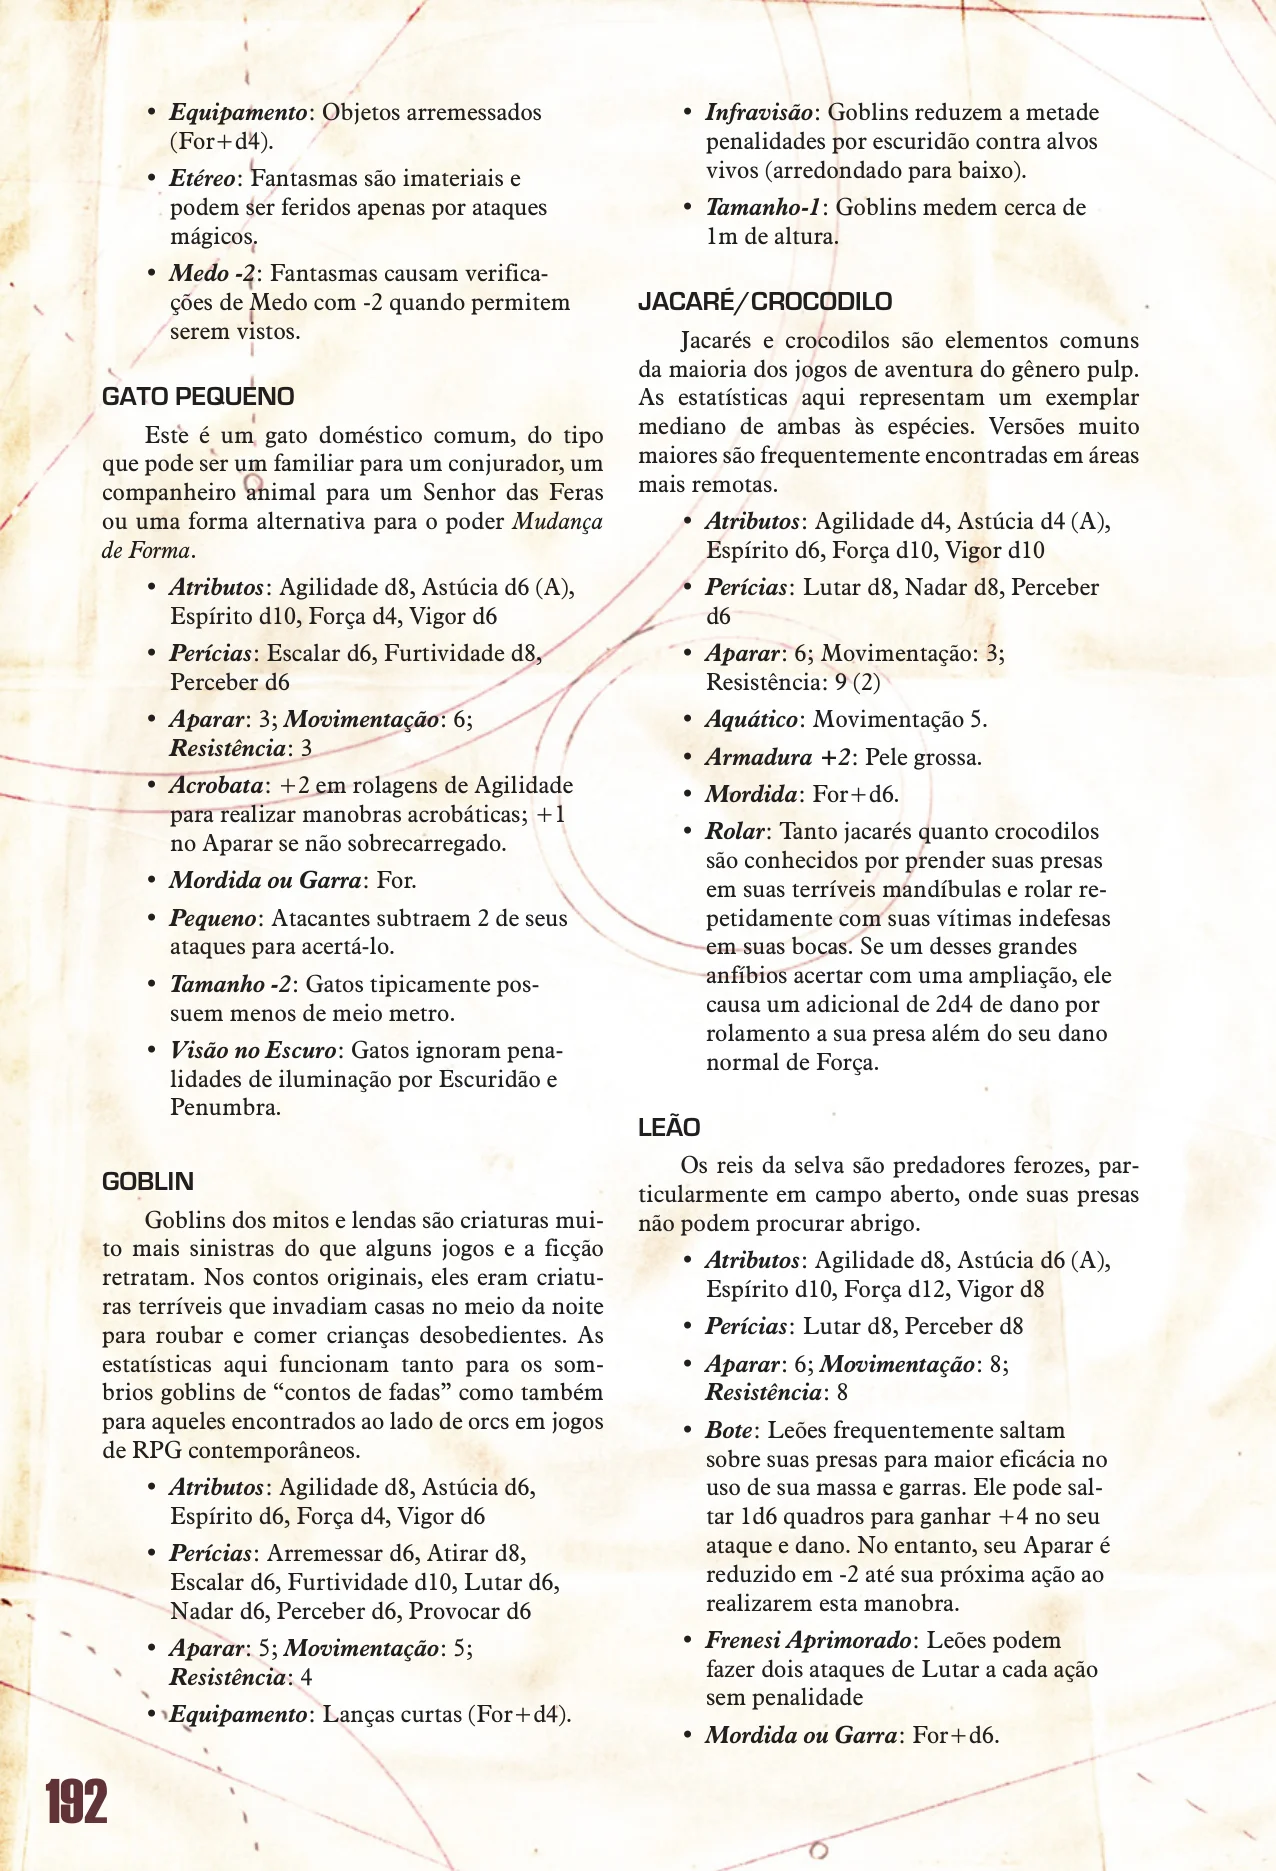 • Equipamento: Objetos arremessados
(For+d4).
• Etéreo: Fantasmas são imateriais e
podem ser feridos apenas por ataques
mágicos.
• Medo -2: Fantasmas causam verifica-
ções de Medo com -2 quando permitem
serem vistos.
GATO PEQUENO
Este é um gato doméstico comum, do tipo
que pode ser um familiar para um conjurador, um
companheiro animal para um Senhor das Feras
ou uma forma alternativa para o poder Mudança
de Forma.
• Atributos: Agilidade d8, Astúcia d6 (A),
Espírito d10, Força d4, Vigor d6
• Perícias: Escalar d6, Furtividade d8,
Perceber d6
• Aparar: 3; Movimentação: 6;
Resistência: 3
• Acrobata: +2 em rolagens de Agilidade
para realizar manobras acrobáticas; +1
no Aparar se não sobrecarregado.
• Mordida ou Garra: For.
• Pequeno: Atacantes subtraem 2 de seus
ataques para acertá-lo.
• Tamanho -2: Gatos tipicamente pos-
suem menos de meio metro.
• Visão no Escuro: Gatos ignoram pena-
lidades de iluminação por Escuridão e
Penumbra.
GOBLIN
Goblins dos mitos e lendas são criaturas mui-
to mais sinistras do que alguns jogos e a ficção
retratam. Nos contos originais, eles eram criatu-
ras terríveis que invadiam casas no meio da noite
para roubar e comer crianças desobedientes. As
estatísticas aqui funcionam tanto para os som-
brios goblins de “contos de fadas” como também
para aqueles encontrados ao lado de orcs em jogos
de RPG contemporâneos.
• Atributos: Agilidade d8, Astúcia d6,
Espírito d6, Força d4, Vigor d6
• Perícias: Arremessar d6, Atirar d8,
Escalar d6, Furtividade d10, Lutar d6,
Nadar d6, Perceber d6, Provocar d6
• Aparar: 5; Movimentação: 5;
Resistência: 4
• Equipamento: Lanças curtas (For+d4).
• Infravisão: Goblins reduzem a metade
penalidades por escuridão contra alvos
vivos (arredondado para baixo).
• Tamanho-1: Goblins medem cerca de
1m de altura.
JACARÉ/CROCODILO
Jacarés e crocodilos são elementos comuns
da maioria dos jogos de aventura do gênero pulp.
As estatísticas aqui representam um exemplar
mediano de ambas às espécies. Versões muito
maiores são frequentemente encontradas em áreas
mais remotas.
• Atributos: Agilidade d4, Astúcia d4 (A),
Espírito d6, Força d10, Vigor d10
• Perícias: Lutar d8, Nadar d8, Perceber
d6
• Aparar: 6; Movimentação: 3;
Resistência: 9 (2)
• Aquático: Movimentação 5.
• Armadura +2: Pele grossa.
• Mordida: For+d6.
• Rolar: Tanto jacarés quanto crocodilos
são conhecidos por prender suas presas
em suas terríveis mandíbulas e rolar re-
petidamente com suas vítimas indefesas
em suas bocas. Se um desses grandes
anfíbios acertar com uma ampliação, ele
causa um adicional de 2d4 de dano por
rolamento a sua presa além do seu dano
normal de Força.
LEÃO
Os reis da selva são predadores ferozes, par-
ticularmente em campo aberto, onde suas presas
não podem procurar abrigo.
• Atributos: Agilidade d8, Astúcia d6 (A),
Espírito d10, Força d12, Vigor d8
• Perícias: Lutar d8, Perceber d8
• Aparar: 6; Movimentação: 8;
Resistência: 8
• Bote: Leões frequentemente saltam
sobre suas presas para maior eficácia no
uso de sua massa e garras. Ele pode sal-
tar 1d6 quadros para ganhar +4 no seu
ataque e dano. No entanto, seu Aparar é
reduzido em -2 até sua próxima ação ao
realizarem esta manobra.
• Frenesi Aprimorado: Leões podem
fazer dois ataques de Lutar a cada ação
sem penalidade
• Mordida ou Garra: For+d6.
192